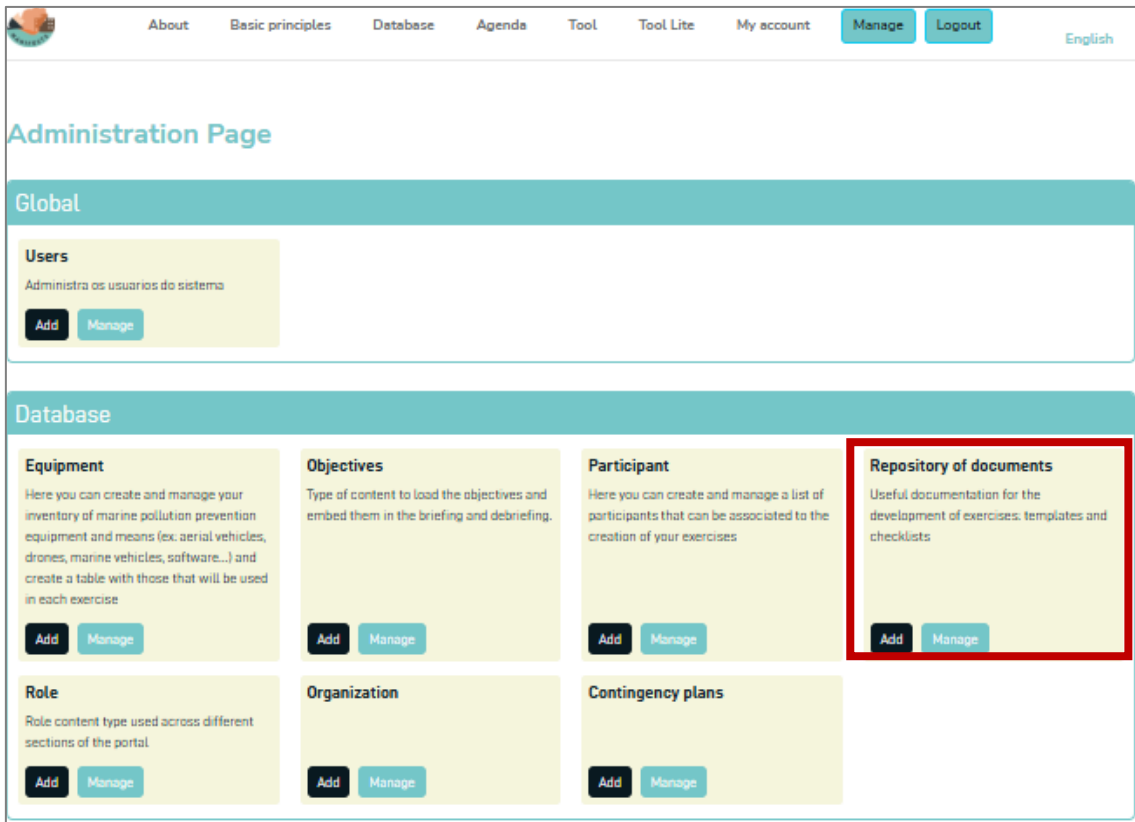 About Basic principles Database Agenda Tool Tool Lite My account Manage Logout English
Administration Page
Global
Users
Administra os usuarios do sistema
Add Manage
Database
Equipment
Here you can create and manage your
inventory of marine pollution prevention
equipment and means (ex: aerial vehicles,
drones, marine vehicles, software...) and
create a table with those that will be used
in each exercise
Add Manage
Objectives
Type of content to load the objectives and
embed them in the briefing and debriefing.
Add Manage
Participant
Here you can create and manage a list of
participants that can be associated to the
creation of your exercises
Add Manage
Repository of documents
Useful documentation for the
development of exercises: templates and
checklists
Add Manage
Role
Role content type used across different
sections of the portal
Add Manage
Organization
Add Manage
Contingency plans
Add Manage